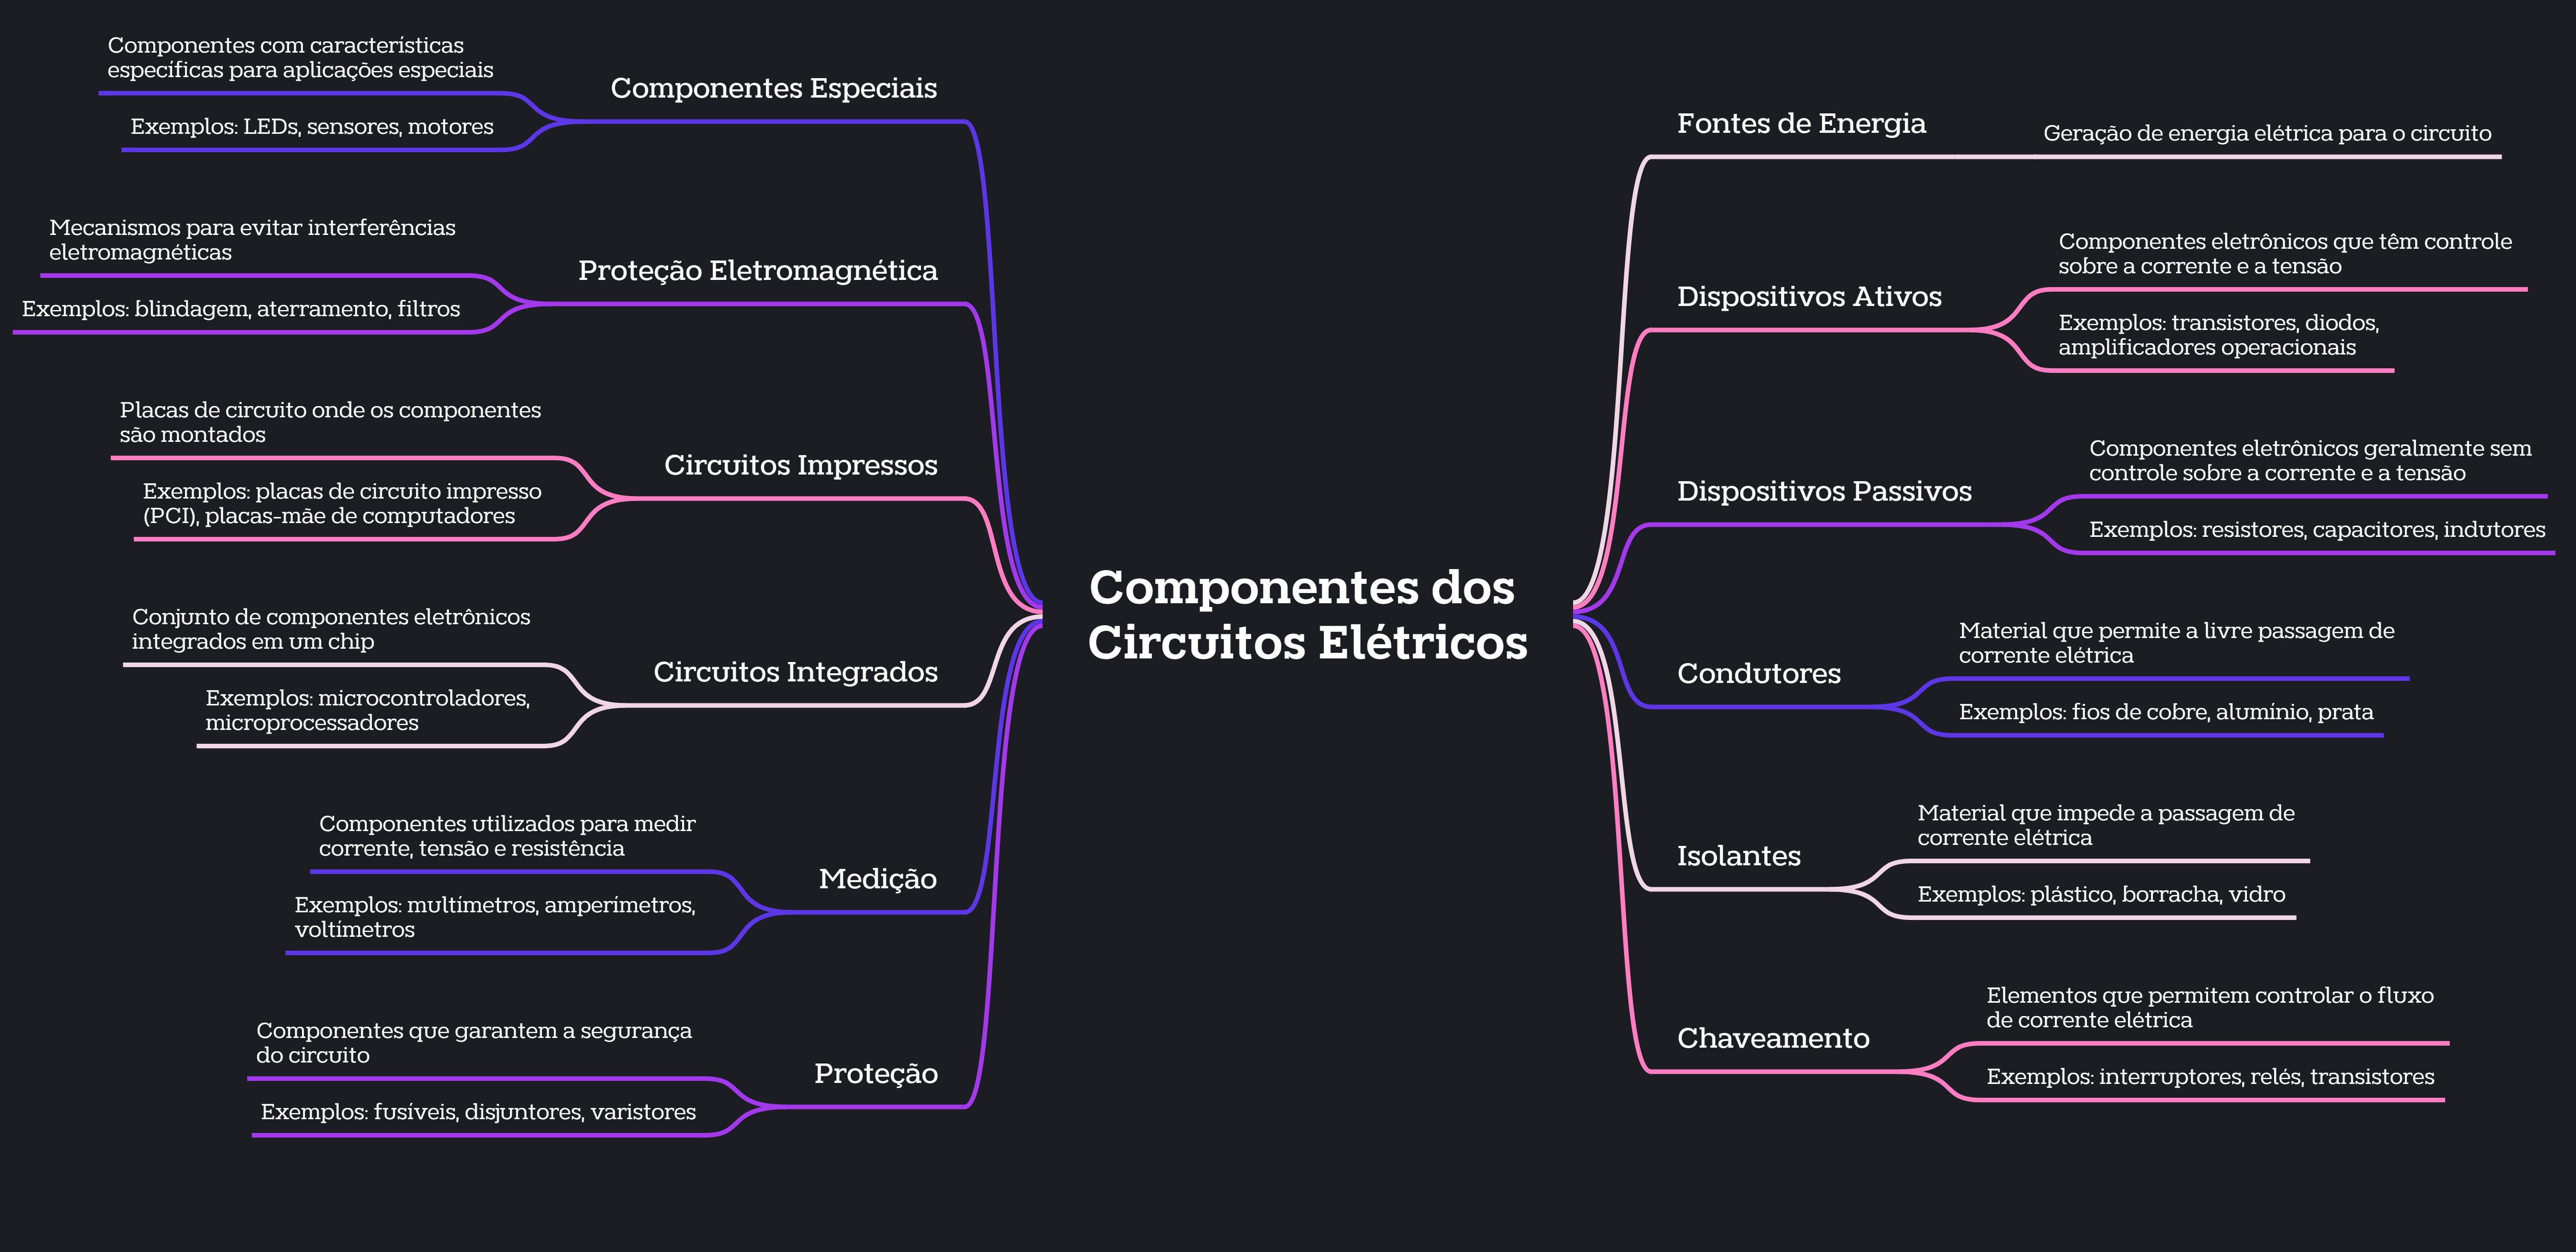 Componentes dos
Circuitos Elétricos
Fontes de Energia
Geração de energia elétrica para o circuito
Dispositivos Ativos
Componentes eletrônicos que têm controle
sobre a corrente e a tensão
Exemplos: transistores, diodos,
amplificadores operacionais
Dispositivos Passivos
Componentes eletrônicos geralmente sem
controle sobre a corrente e a tensão
Exemplos: resistores, capacitores, indutores
Condutores
Material que permite a livre passagem de
corrente elétrica
Exemplos: fios de cobre, alumínio, prata
Isolantes
Material que impede a passagem de
corrente elétrica
Exemplos: plástico, borracha, vidro
Chaveamento
Elementos que permitem controlar o fluxo
de corrente elétrica
Exemplos: interruptores, relés, transistores
Componentes Especiais
Componentes com características
específicas para aplicações especiais
Exemplos: LEDs, sensores, motores
Proteção Eletromagnética
Mecanismos para evitar interferências
eletromagnéticas
Exemplos: blindagem, aterramento, filtros
Circuitos Impressos
Placas de circuito onde os componentes
são montados
Exemplos: placas de circuito impresso
(PCI), placas-mãe de computadores
Circuitos Integrados
Conjunto de componentes eletrônicos
integrados em um chip
Exemplos: microcontroladores,
microprocessadores
Medição
Componentes utilizados para medir
corrente, tensão e resistência
Exemplos: multímetros, amperímetros,
voltímetros
Proteção
Componentes que garantem a segurança
do circuito
Exemplos: fusíveis, disjuntores, varistores